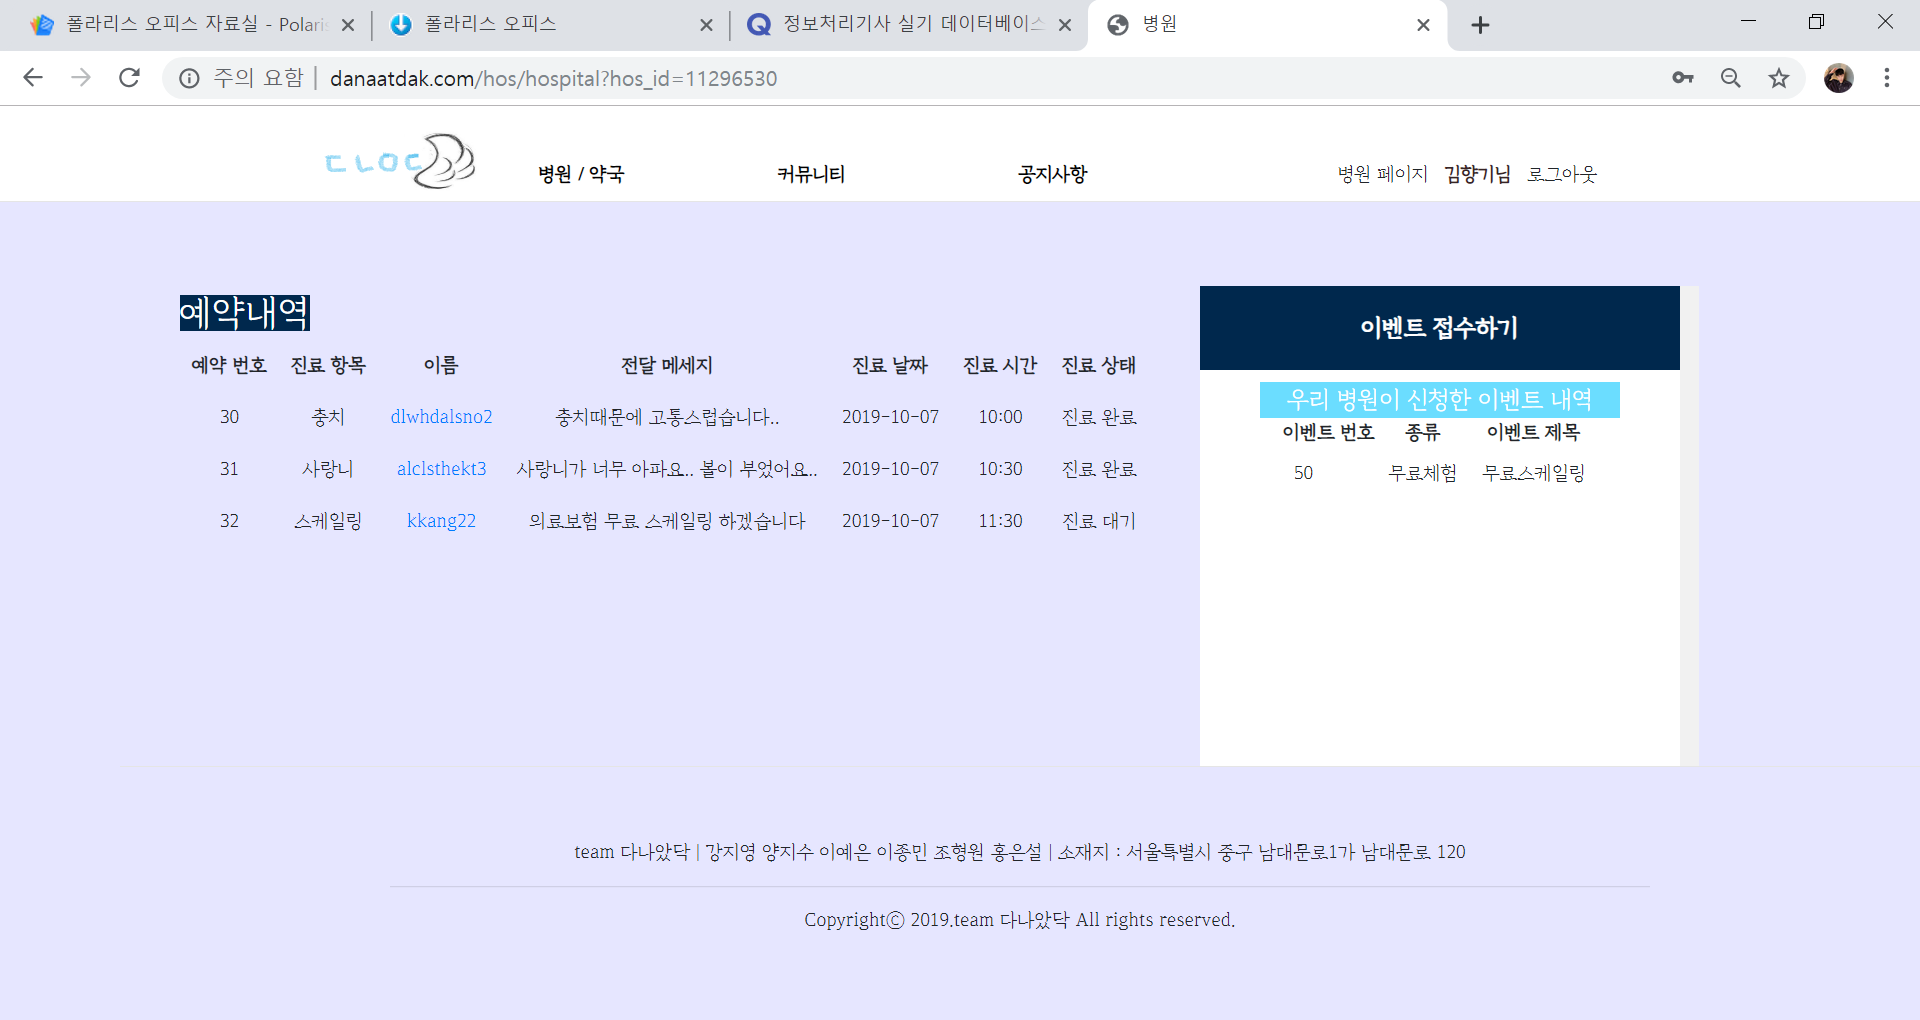 폴라리스 오피스 자료실 - Polaris
폴라리스 오피스
정보처리기사 실기 데이터베이스
병원
주의 요함 | danaatdak.com/hos/hospital?hos_id=11296530
ㄷㄴㅇㄷ 병원 / 약국 커뮤니티 공지사항 병원 페이지 김향기님 로그아웃
예약내역
예약 번호 진료 항목 이름 전달 메세지 진료 날짜 진료 시간 진료 상태
30 충치 dlwhdalsno2 충치때문에 고통스럽습니다.. 2019-10-07 10:00 진료 완료
31 사랑니 alclsthekt3 사랑니가 너무 아파요.. 볼이 부었어요.. 2019-10-07 10:30 진료 완료
32 스케일링 kkang22 의료보험 무료 스케일링 하겠습니다 2019-10-07 11:30 진료 대기
이벤트 접수하기
우리 병원이 신청한 이벤트 내역
이벤트 번호 종류 이벤트 제목
50 무료체험 무료스케일링
team 다나았닥 | 강지영 양지수 이예은 이종민 조형원 홍은설 | 소재지 : 서울특별시 중구 남대문로1가 남대문로 120
Copyrightⓒ 2019.team 다나았닥 All rights reserved.